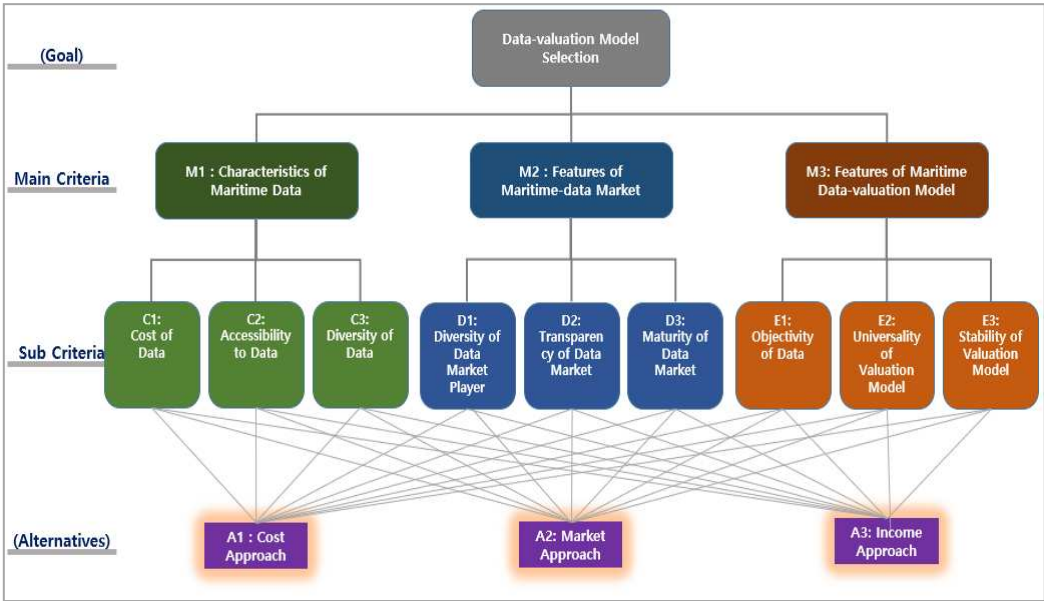 (Goal)
Data-valuation Model
Selection
Main Criteria
M1 : Characteristics of
Maritime Data
M2 : Features of
Maritime-data Market
M3: Features of Maritime
Data-valuation Model
Sub Criteria
C1:
Cost of
Data
C2:
Accessibility
to Data
C3:
Diversity of
Data
D1:
Diversity of
Data
Market
Player
D2:
Transparen
cy of Data
Market
D3:
Maturity of
Data
Market
E1:
Objectivity
of Data
E2:
Universality
of
Valuation
Model
E3:
Stability of
Valuation
Model
(Alternatives)
A1 : Cost
Approach
A2: Market
Approach
A3: Income
Approach